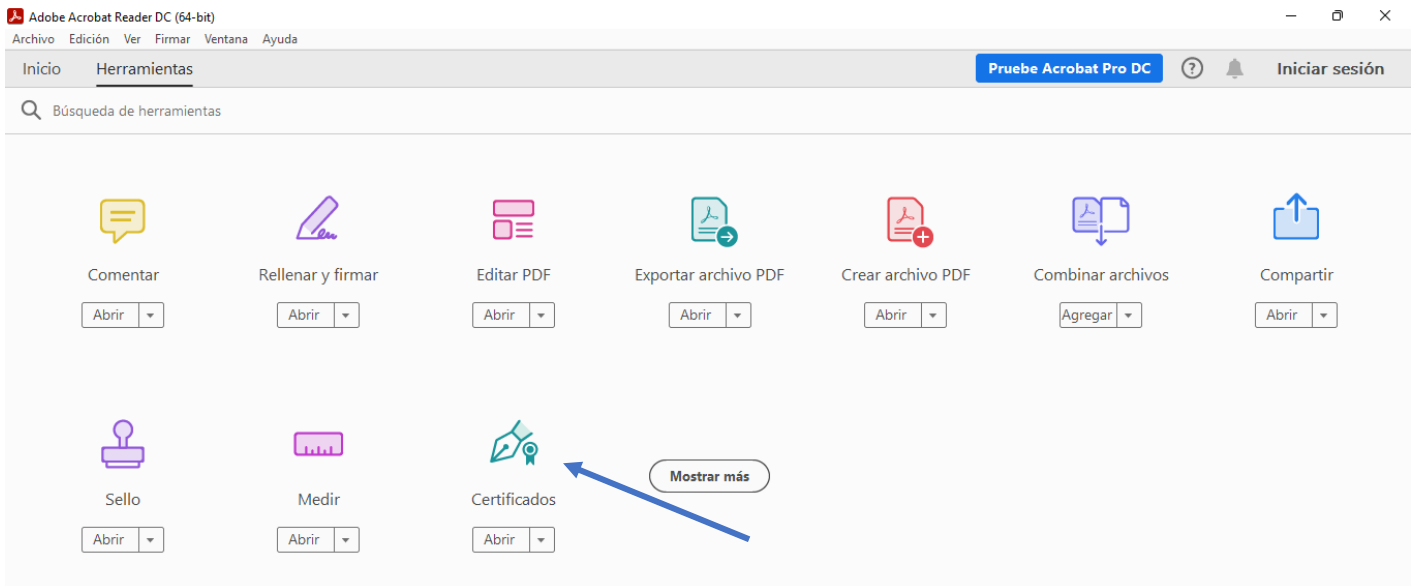 Adobe Acrobat Reader DC (64-bit)
Archivo Edición Ver Firmar Ventana Ayuda
Inicio Herramientas Pruebe Acrobat Pro DC ? Iniciar sesión
Búsqueda de herramientas
Comentar Rellenar y firmar Editar PDF Exportar archivo PDF Crear archivo PDF Combinar archivos Compartir
Abrir Abrir Abrir Abrir Abrir Agregar Abrir
Mostrar más
Sello Medir Certificados
Abrir Abrir Abrir